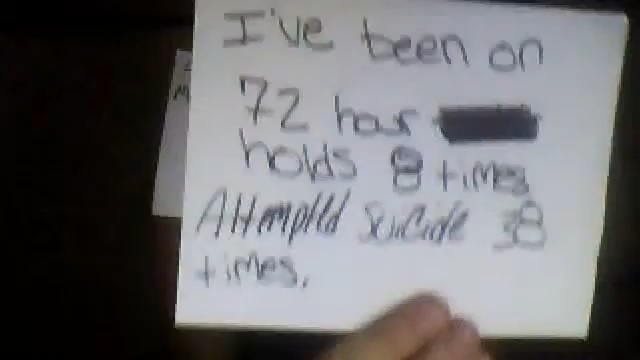 I've been on
72 hour
holds 8 times
Attempted Suicide 38
times.